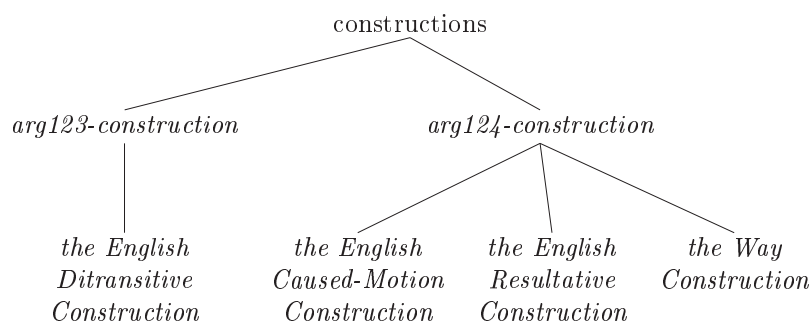 constructions
arg123-construction
arg124-construction
the English
Ditransitive
Construction
the English
Caused-Motion
Construction
the English
Resultative
Construction
the Way
Construction